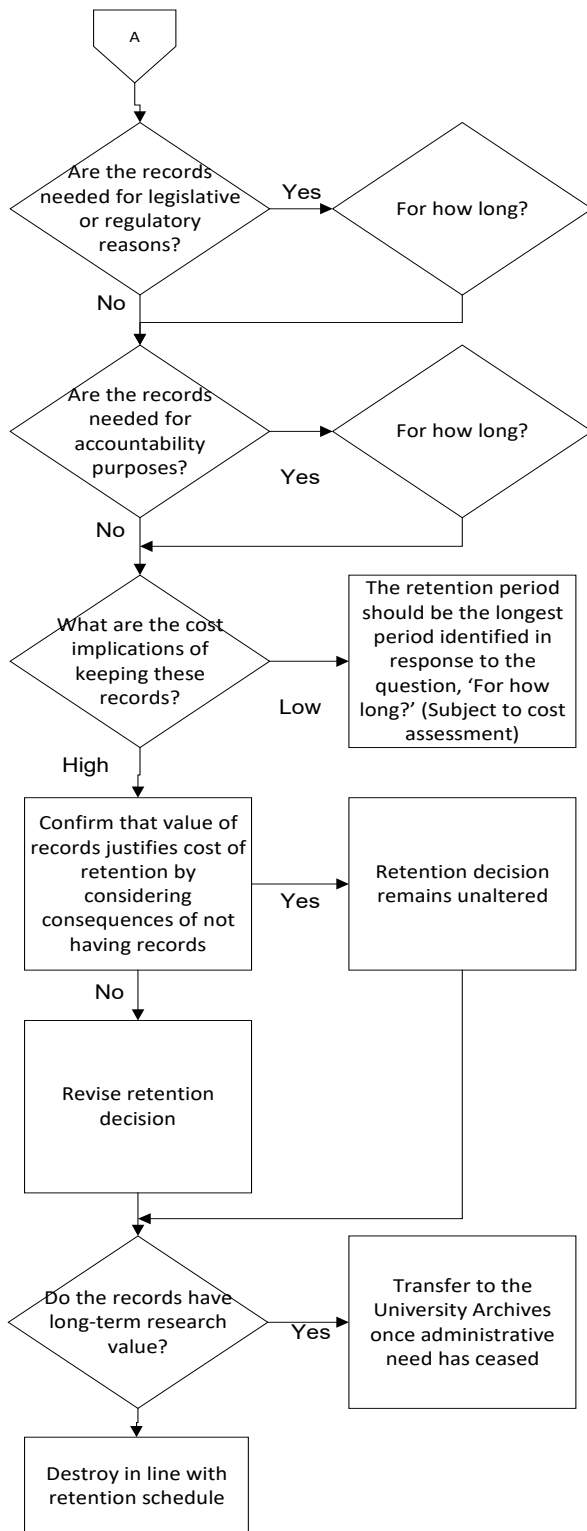 A
Are the records
needed for legislative
or regulatory
reasons?
Yes
For how long?
No
Are the records
needed for
accountability
purposes?
Yes
For how long?
No
What are the cost
implications of
keeping these
records?
Low
The retention period
should be the longest
period identified in
response to the
question, ‘For how
long?’ (Subject to cost
assessment)
High
Confirm that value of
records justifies cost of
retention by
considering
consequences of not
having records
Yes
Retention decision
remains unaltered
No
Revise retention
decision
Do the records have
long-term research
value?
Yes
Transfer to the
University Archives
once administrative
need has ceased
Destroy in line with
retention schedule